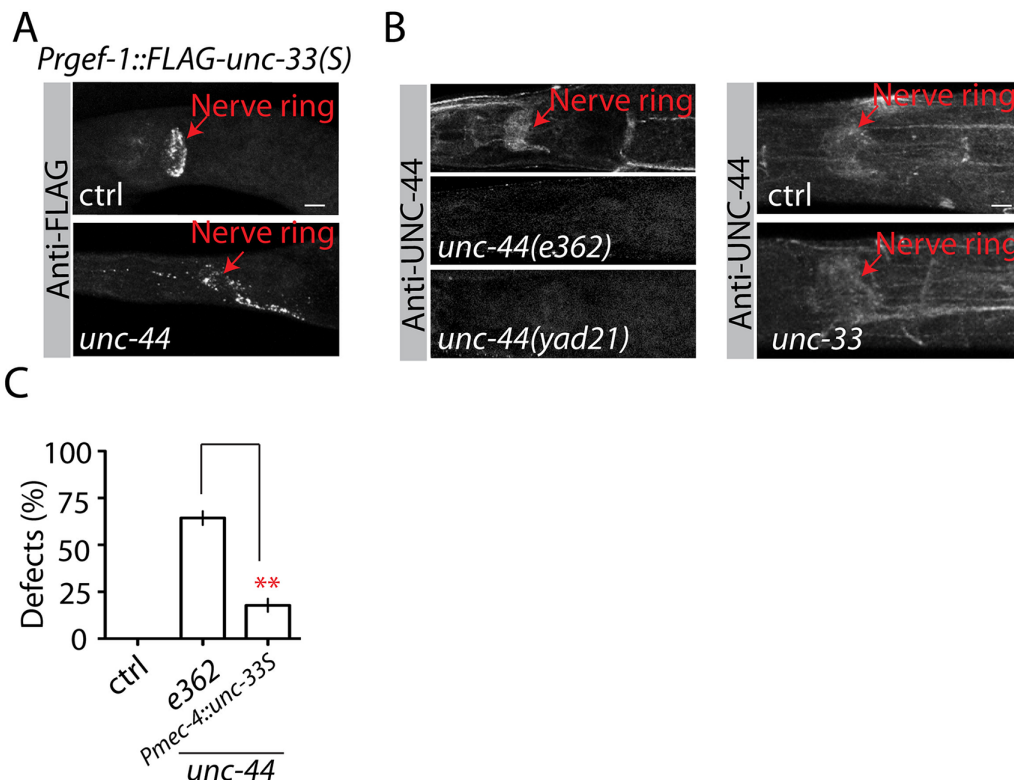 A
Prgef-1::FLAG-unc-33(S)
Anti-FLAG
Nerve ring
ctrl
Nerve ring
unc-44
B
Anti-UNC-44
Nerve ring
unc-44(e362)
unc-44(yad21)
Anti-UNC-44
Nerve ring
ctrl
Nerve ring
unc-33
C
Defects (%)
100
75
50
25
0
**
ctrl
e362
Pmec-4::unc-33S
unc-44